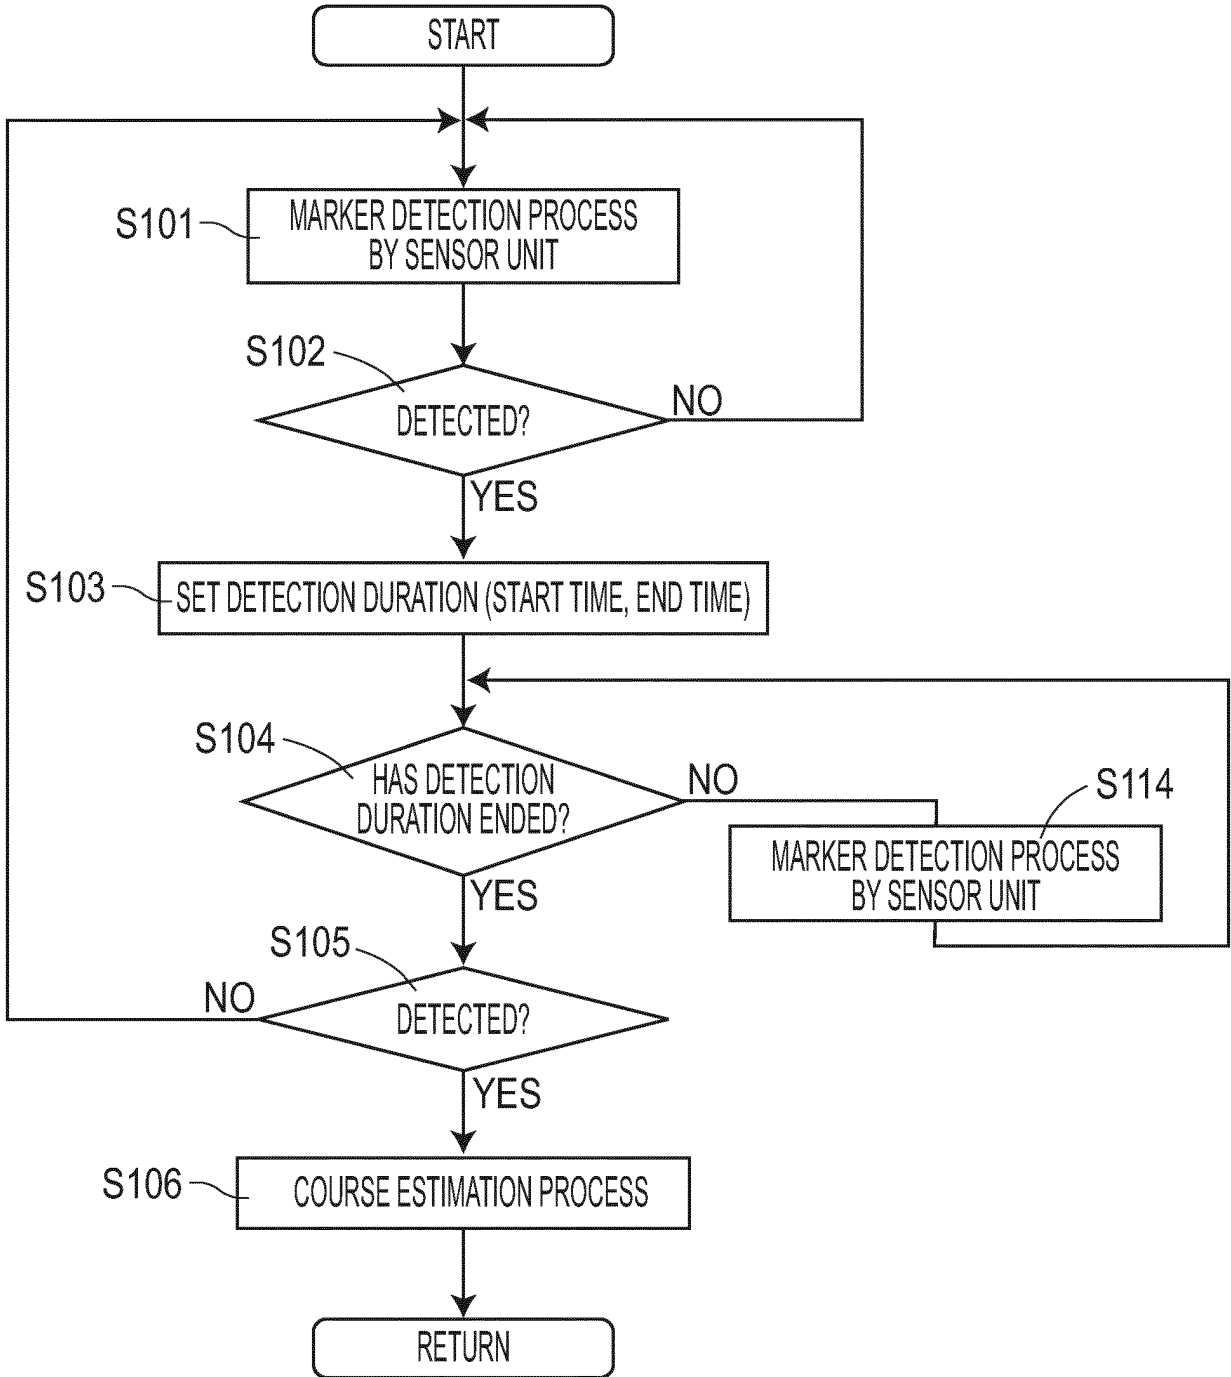 START
S101
MARKER DETECTION PROCESS
BY SENSOR UNIT
S102
DETECTED?
NO
YES
S103
SET DETECTION DURATION (START TIME, END TIME)
S104
HAS DETECTION
DURATION ENDED?
NO
S114
MARKER DETECTION PROCESS
BY SENSOR UNIT
YES
S105
DETECTED?
NO
YES
S106
COURSE ESTIMATION PROCESS
RETURN